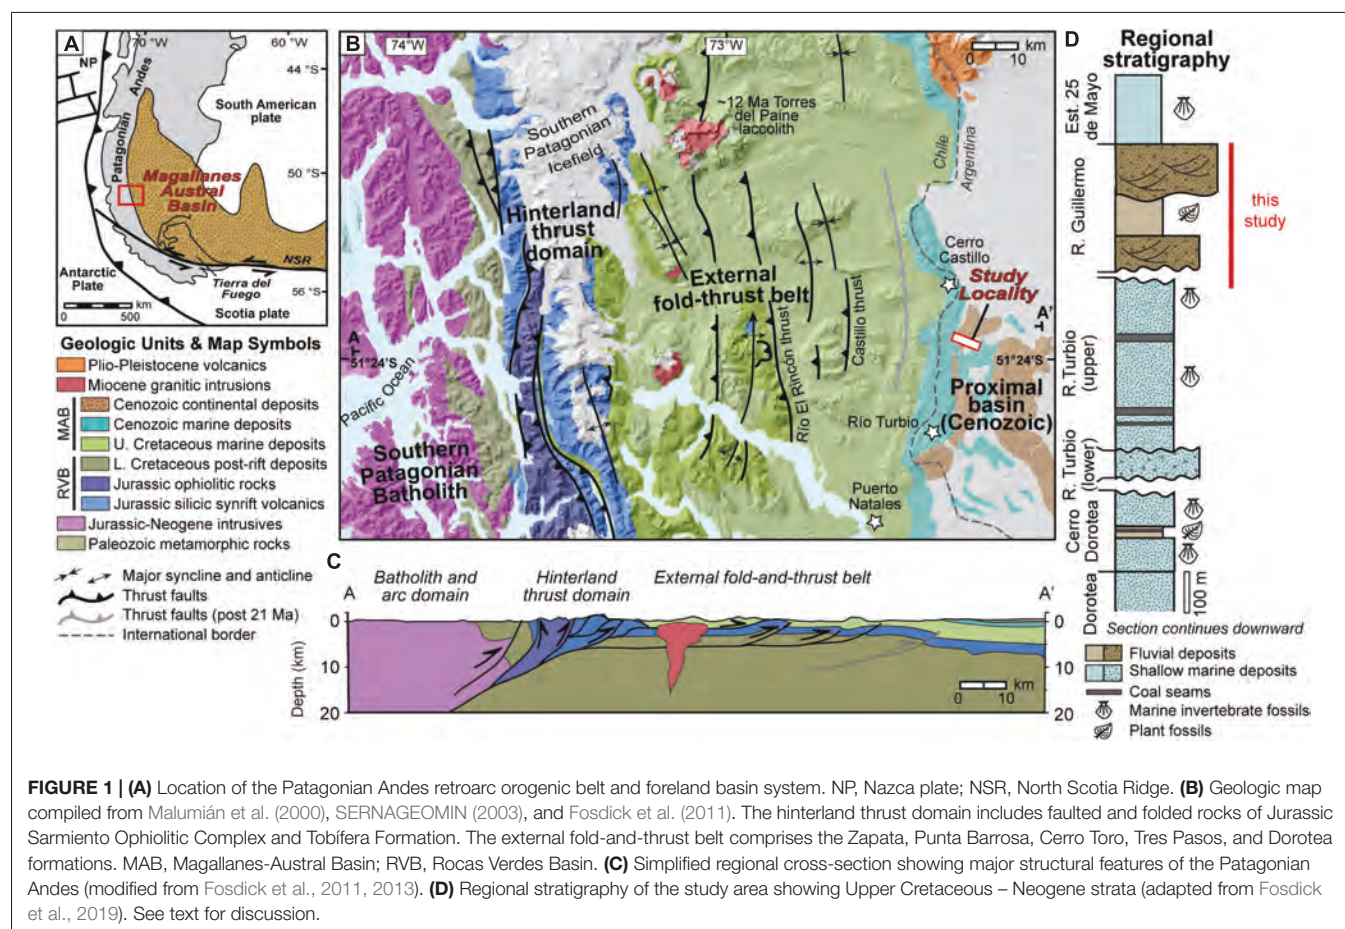 A
70 °W
60 °W
NP
44 °S
Andes
South American
plate
Patagonian
Magallanes
Austral
Basin
50 °S
NSR
Antarctic
Plate
Tierra del
Fuego
56 °S
km
0
500
Scotia plate
Geologic Units & Map Symbols
Plio-Pleistocene volcanics
Miocene granitic intrusions
MAB
Cenozoic continental deposits
Cenozoic marine deposits
U. Cretaceous marine deposits
RVB
L. Cretaceous post-rift deposits
Jurassic ophiolitic rocks
Jurassic silicic synrift volcanics
Jurassic-Neogene intrusives
Paleozoic metamorphic rocks
Major syncline and anticline
Thrust faults
Thrust faults (post 21 Ma)
International border
B
74°W
73°W
km
0
10
~12 Ma Torres
del Paine
laccolith
Southern
Patagonian
Icefield
Chile
Argentina
Hinterland
thrust
domain
External
fold-thrust belt
Cerro
Castillo
Study
Locality
A
51°24'S
A'
51°24'S
Río El Rincón thrust
Castillo thrust
Pacific Ocean
Proximal
basin
(Cenozoic)
Río Turbio
Southern
Patagonian
Batholith
Puerto
Natales
C
Batholith and
arc domain
Hinterland
thrust domain
External fold-and-thrust belt
A
A'
Depth (km)
0
10
20
0
10
20
km
0
10
D
Regional
stratigraphy
Est. 25
de Mayo
R. Guillermo
this
study
R.Turbio
(upper)
R. Turbio
(lower)
Cerro
Dorotea
Dorotea
100 m
Section continues downward
Fluvial deposits
Shallow marine deposits
Coal seams
Marine invertebrate fossils
Plant fossils
FIGURE 1 | (A) Location of the Patagonian Andes retroarc orogenic belt and foreland basin system. NP, Nazca plate; NSR, North Scotia Ridge. (B) Geologic map
compiled from Malumián et al. (2000), SERNAGEOMIN (2003), and Fosdick et al. (2011). The hinterland thrust domain includes faulted and folded rocks of Jurassic
Sarmiento Ophiolitic Complex and Tobífera Formation. The external fold-and-thrust belt comprises the Zapata, Punta Barrosa, Cerro Toro, Tres Pasos, and Dorotea
formations. MAB, Magallanes-Austral Basin; RVB, Rocas Verdes Basin. (C) Simplified regional cross-section showing major structural features of the Patagonian
Andes (modified from Fosdick et al., 2011, 2013). (D) Regional stratigraphy of the study area showing Upper Cretaceous – Neogene strata (adapted from Fosdick
et al., 2019). See text for discussion.